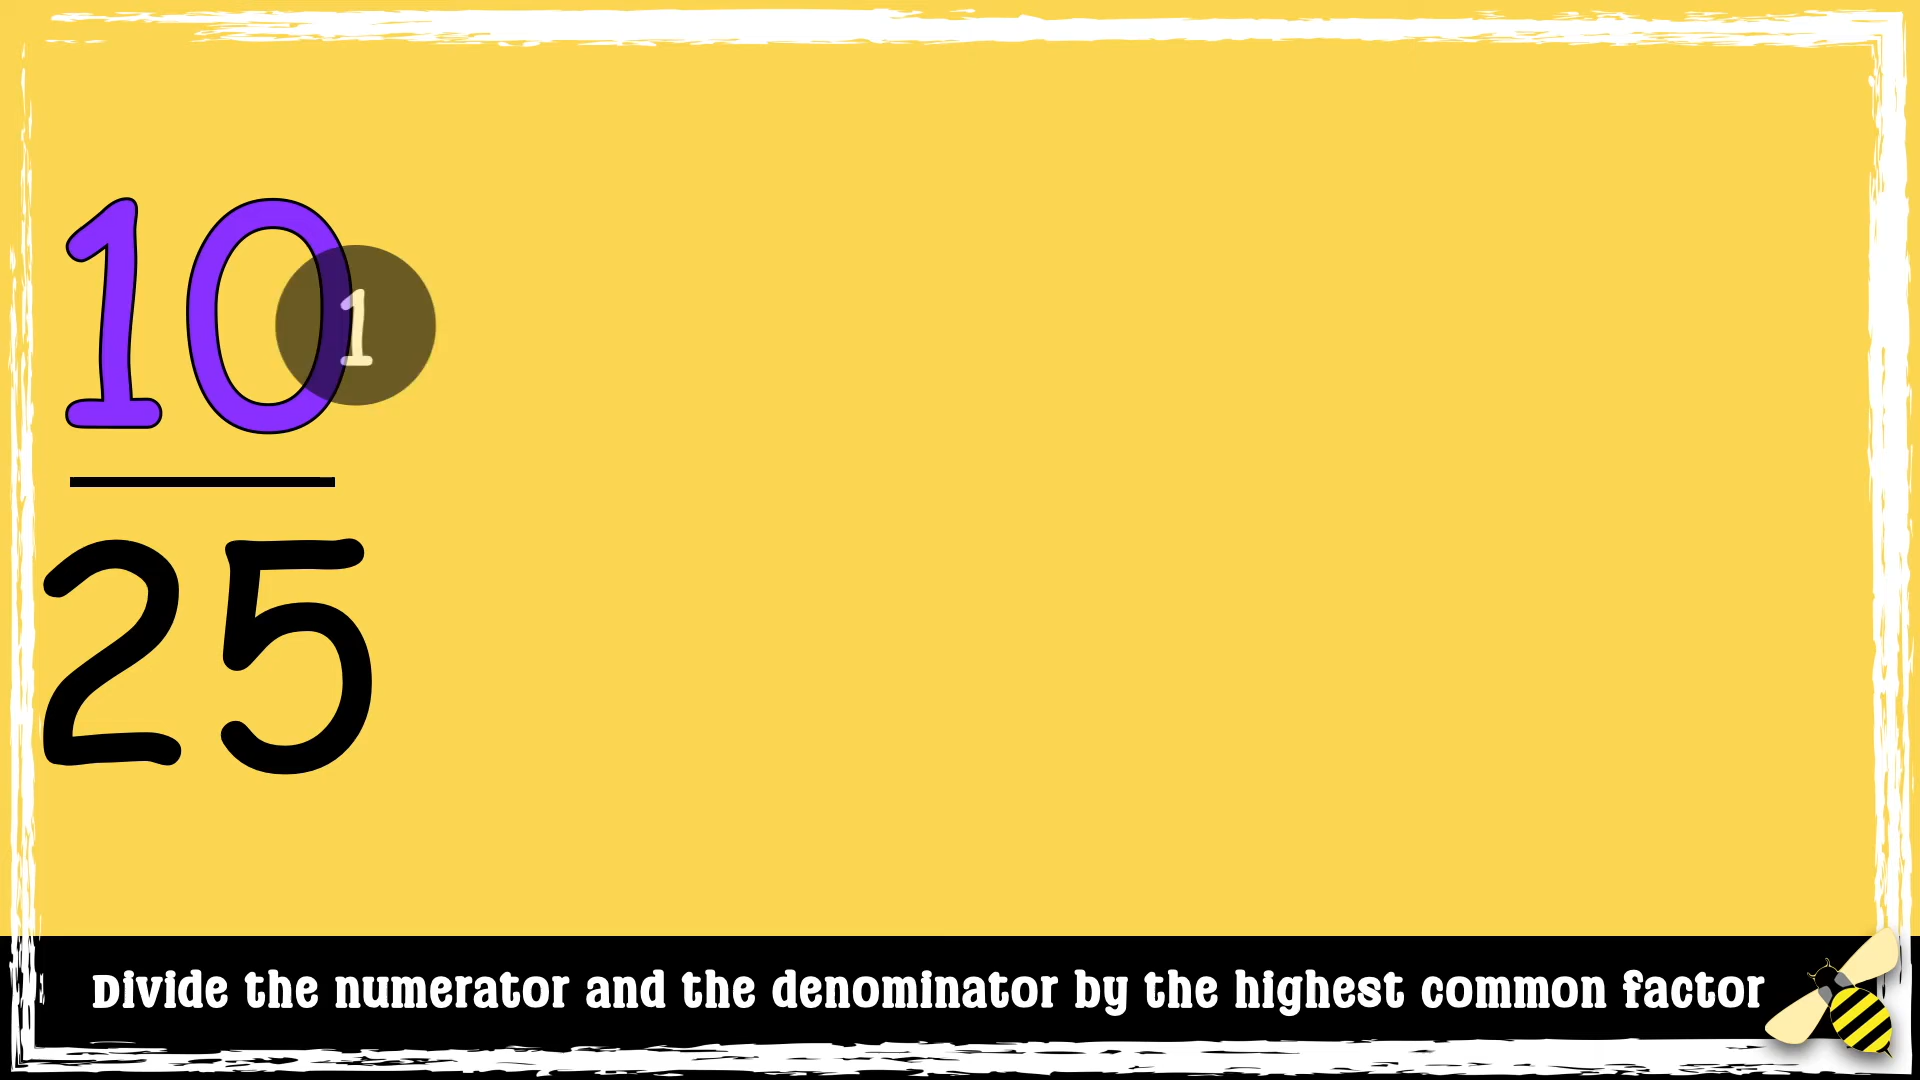 10
1
25
Divide the numerator and the denominator by the highest common factor